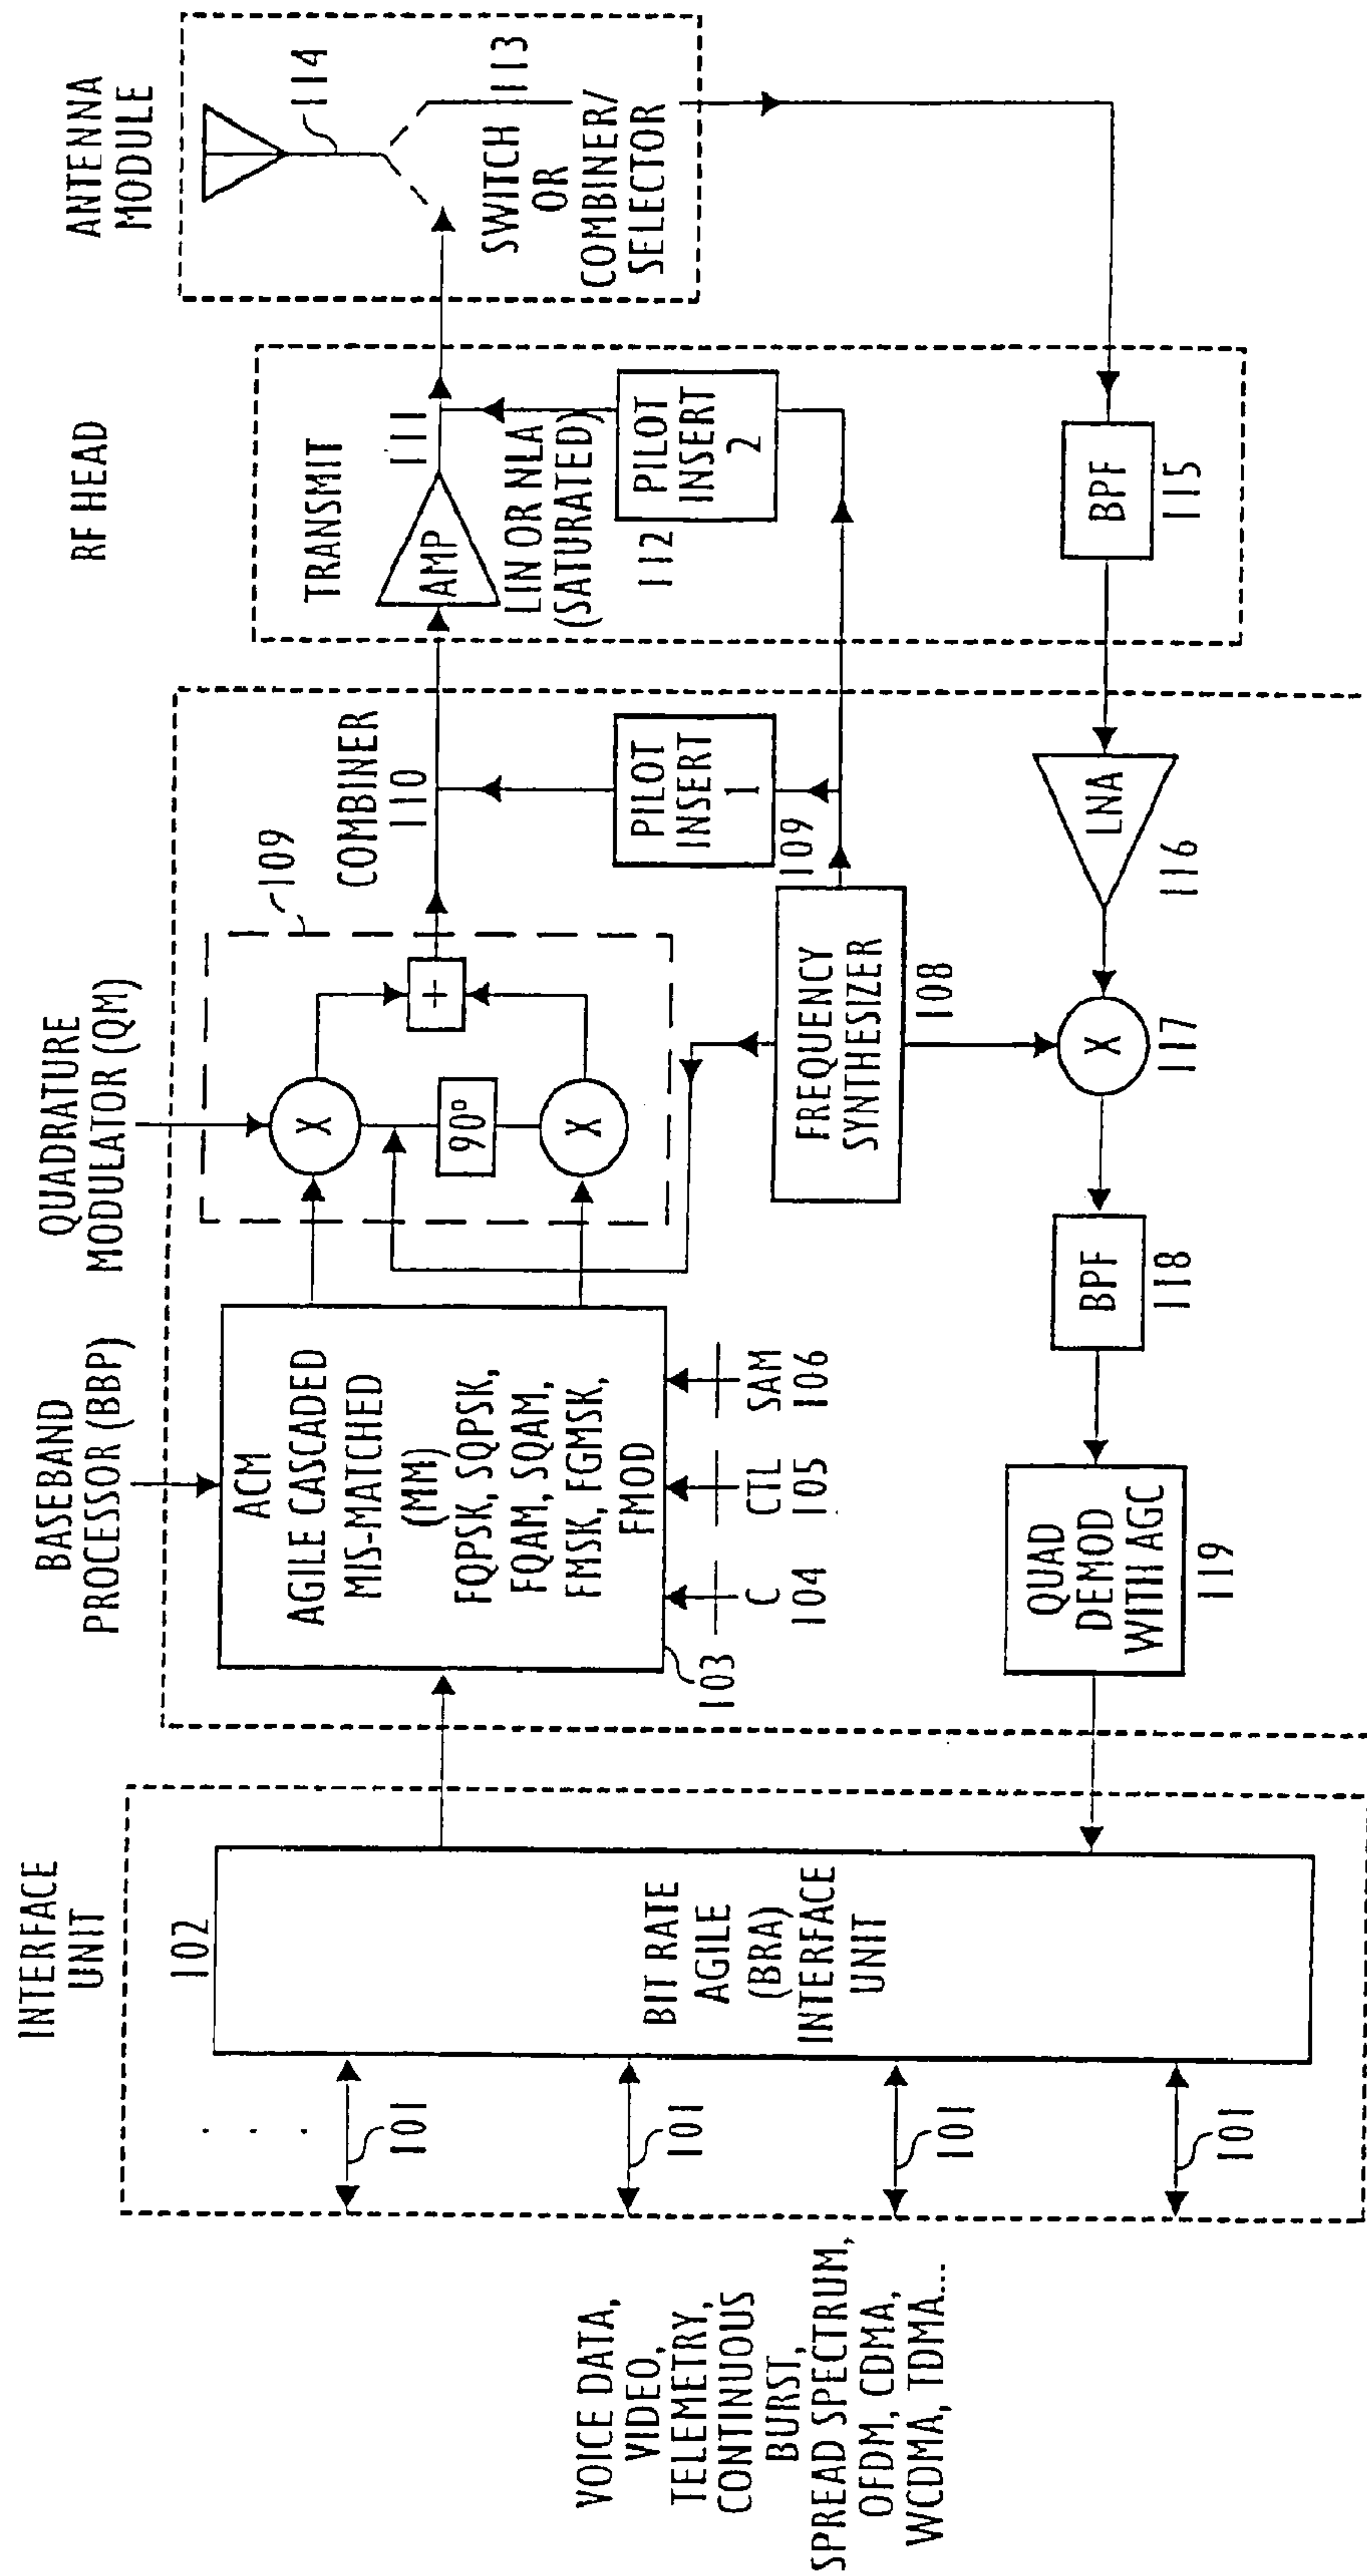 INTERFACE
UNIT
BASEBAND
PROCESSOR (BBP)
QUADRATURE
MODULATOR (QM)
RF HEAD
ANTENNA
MODULE
VOICE DATA,
VIDEO,
TELEMETRY,
CONTINUOUS
BURST,
SPREAD SPECTRUM,
OFDM, CDMA,
WCDMA, TDMA...
101
101
101
101
102
BIT RATE
AGILE
(BRA)
INTERFACE
UNIT
ACM
AGILE CASCADED
MIS-MATCHED
(MM)
FQPSK, SQPSK,
FQAM, SQAM,
FMSK, FGMSK,
FMOD
103
C
104
CTL
105
SAM
106
X
90°
X
+
109
COMBINER
110
PILOT
INSERT
1
109
FREQUENCY
SYNTHESIZER
108
TRANSMIT
AMP
111
LIN OR NLA
(SATURATED)
PILOT
INSERT
2
112
114
113
SWITCH
OR
COMBINER/
SELECTOR
BPF
115
LNA
116
X
117
BPF
118
QUAD
DEMOD
WITH AGC
119